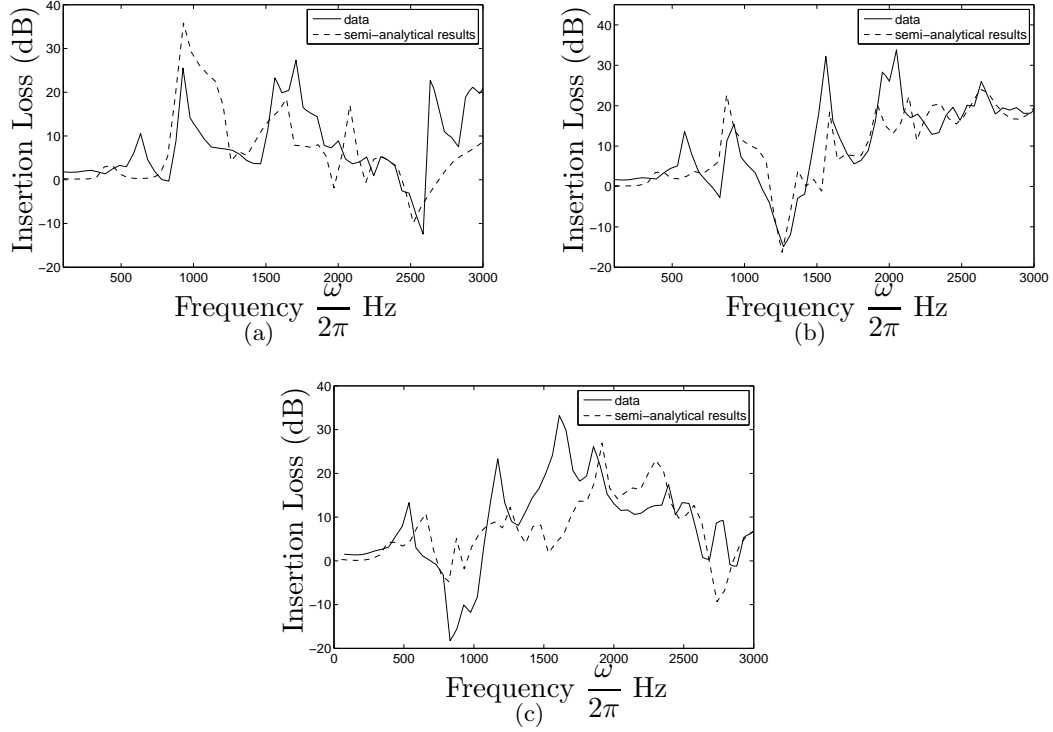 40
30
20
10
0
−10
−20
500
1000
1500
2000
2500
3000
Insertion Loss (dB)
data
semi-analytical results
Frequency ω/2π Hz
(a)
40
30
20
10
0
−10
−20
500
1000
1500
2000
2500
3000
Insertion Loss (dB)
data
semi-analytical results
Frequency ω/2π Hz
(b)
40
30
20
10
0
−10
−20
0
500
1000
1500
2000
2500
3000
Insertion Loss (dB)
data
semi-analytical results
Frequency ω/2π Hz
(c)